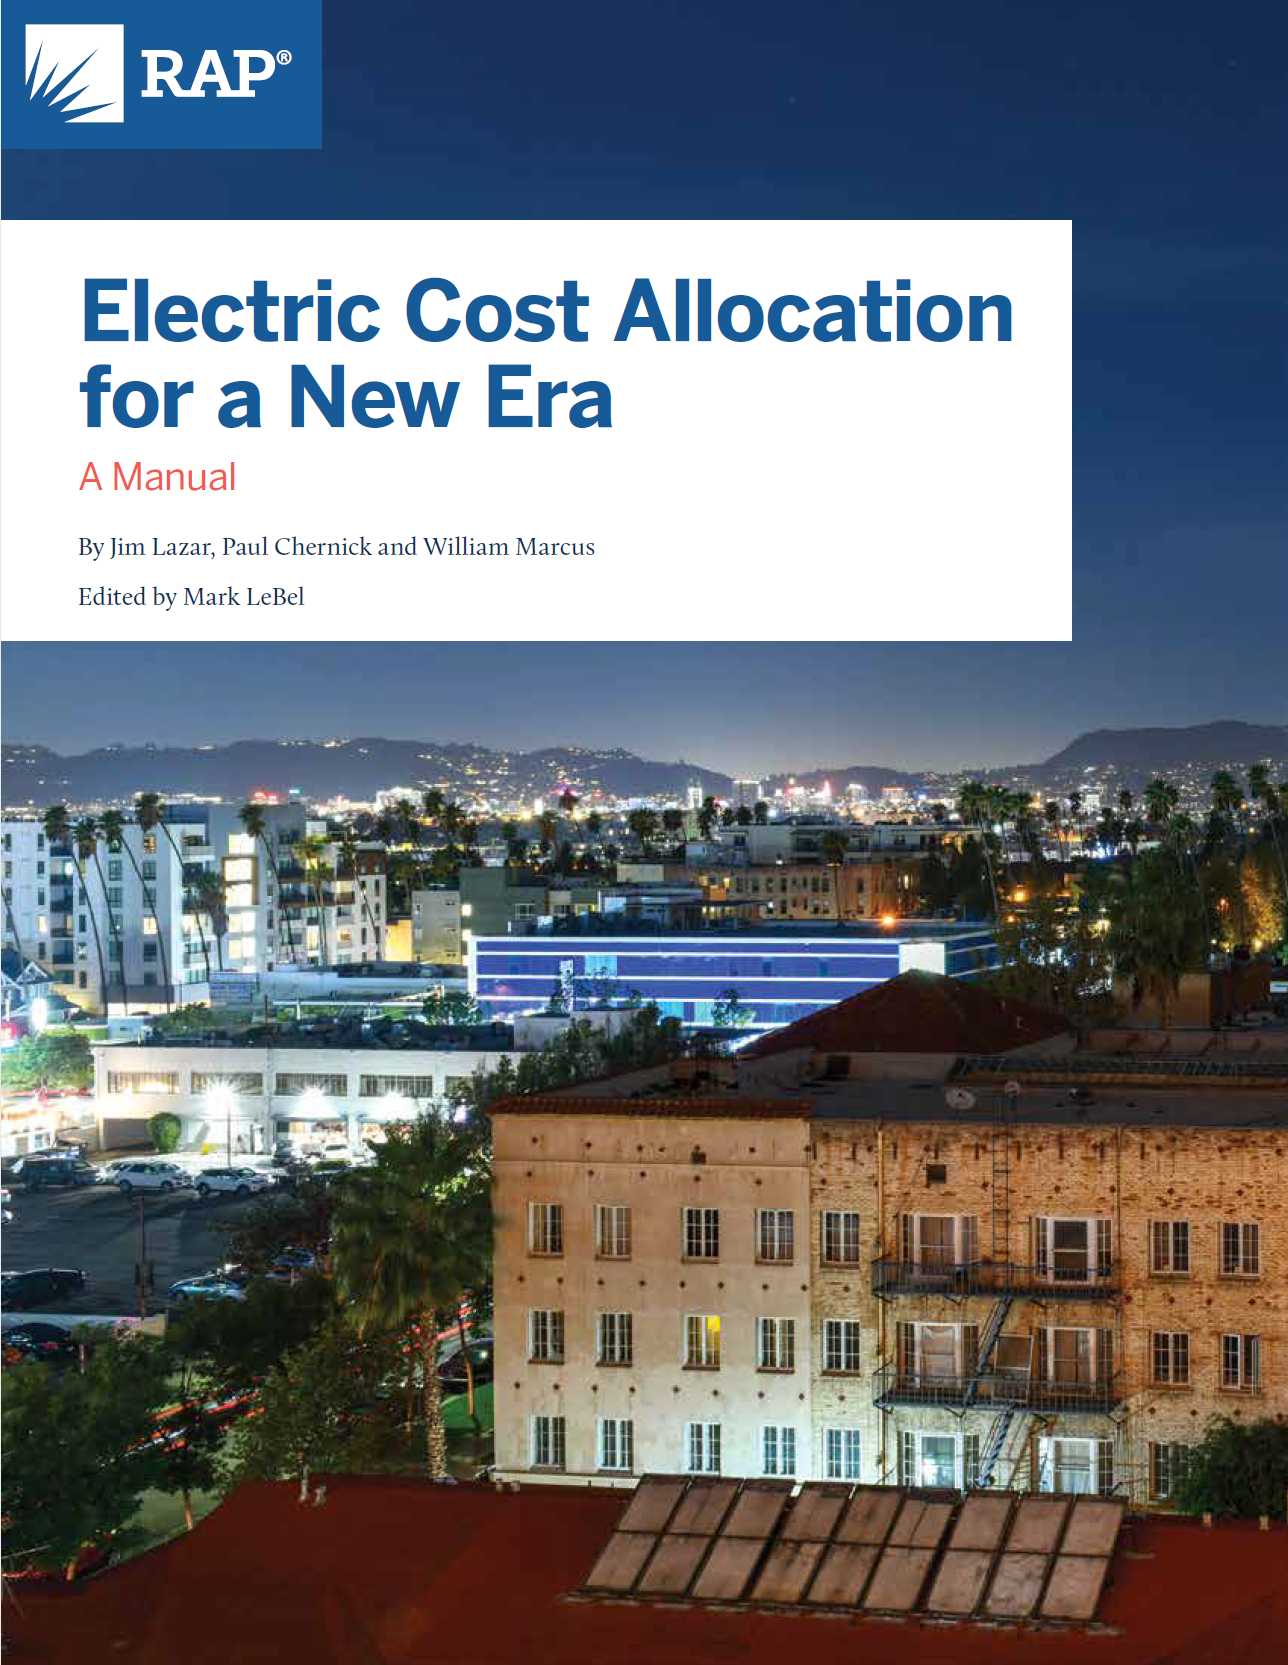 RAP®
Electric Cost Allocation
for a New Era
A Manual
By Jim Lazar, Paul Chernick and William Marcus
Edited by Mark LeBel